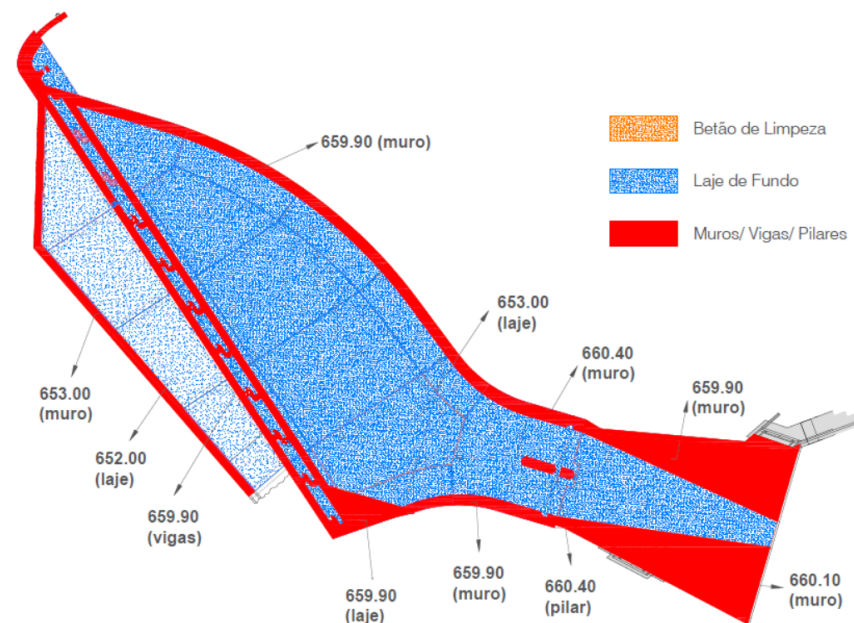 659.90 (muro)
Betão de Limpeza
Laje de Fundo
Muros/ Vigas/ Pilares
653.00
(laje)
660.40
(muro)
659.90
(muro)
653.00
(muro)
652.00
(laje)
659.90
(vigas)
659.90
(laje)
659.90
(muro)
660.40
(pilar)
660.10
(muro)